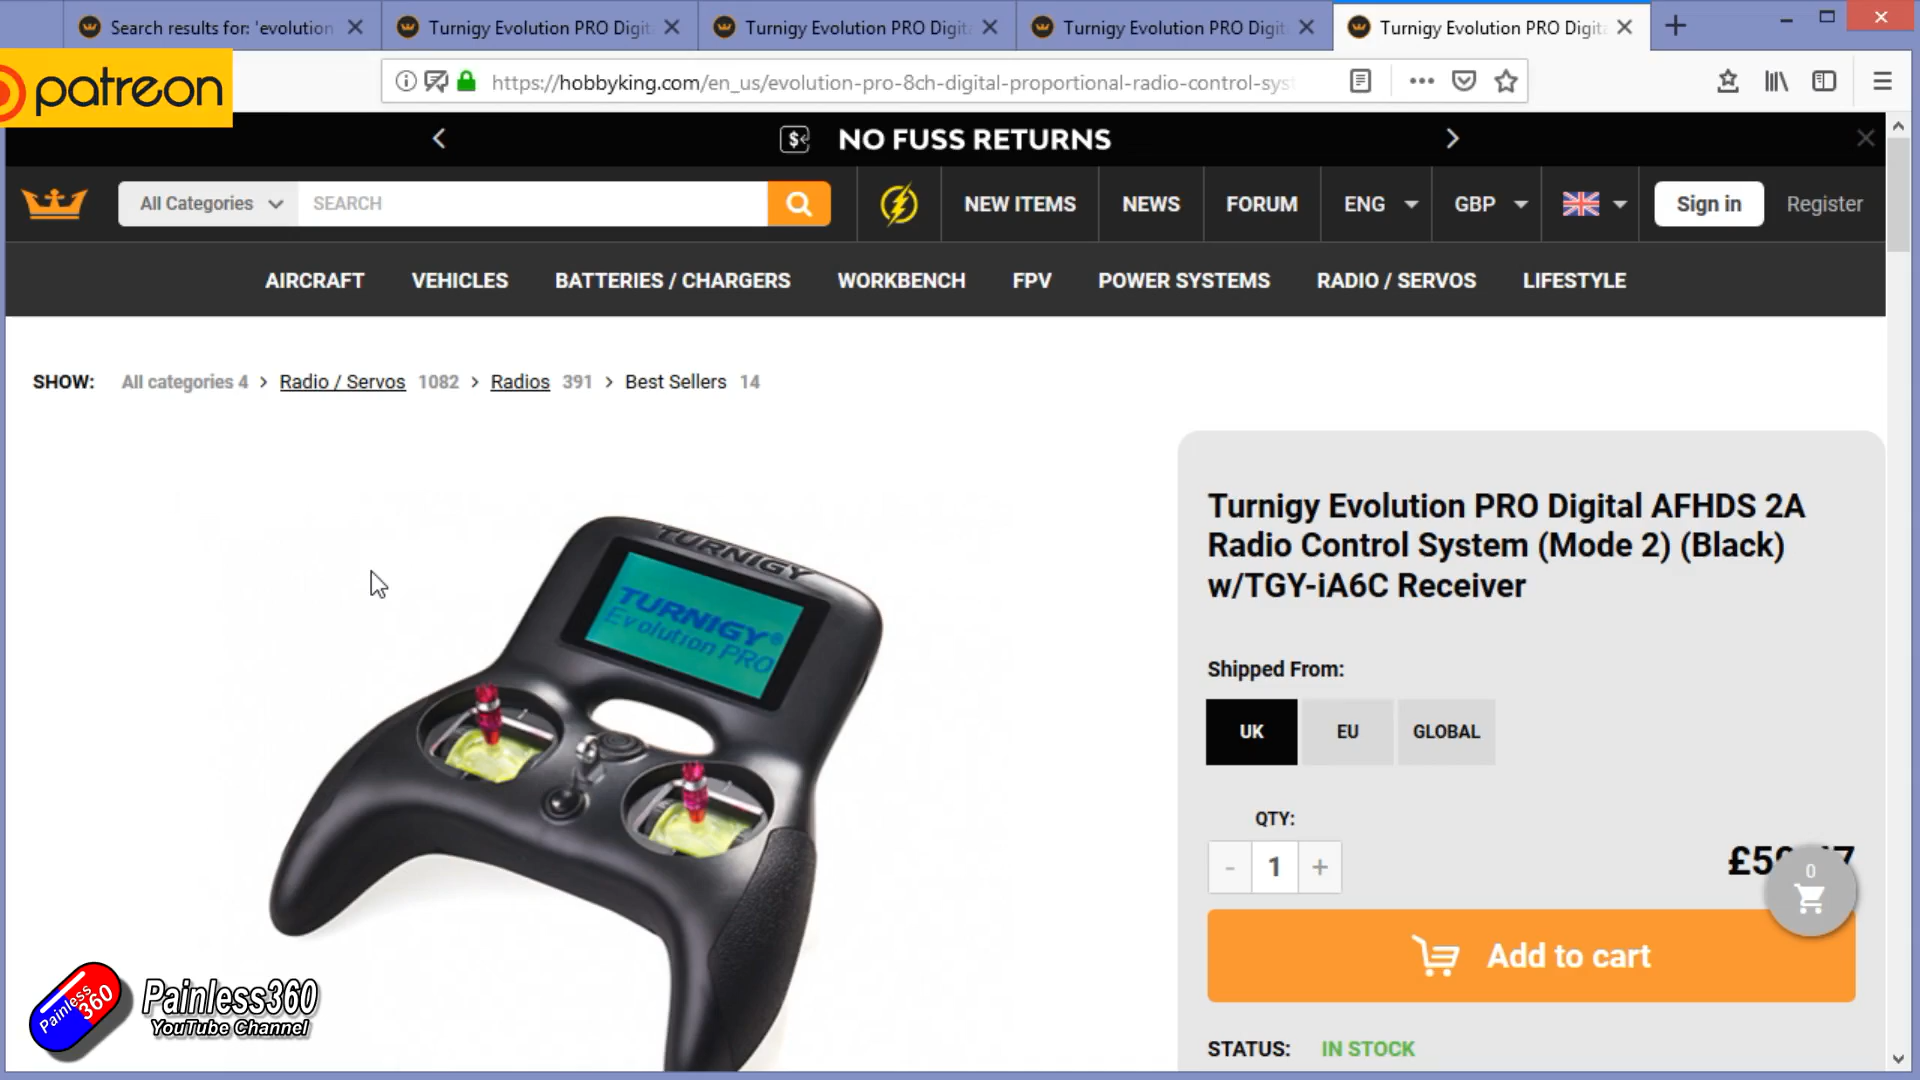 Search results for: 'evolution
Turnigy Evolution PRO Digit
Turnigy Evolution PRO Digit
Turnigy Evolution PRO Digit
Turnigy Evolution PRO Digit
patreon
https://hobbyking.com/en_us/evolution-pro-8ch-digital-proportional-radio-control-syst
NO FUSS RETURNS
All Categories
SEARCH
NEW ITEMS
NEWS
FORUM
ENG
GBP
Sign in
Register
AIRCRAFT
VEHICLES
BATTERIES / CHARGERS
WORKBENCH
FPV
POWER SYSTEMS
RADIO / SERVOS
LIFESTYLE
SHOW: All categories 4 > Radio / Servos 1082 > Radios 391 > Best Sellers 14
TURNIGY
TURNIGY®
Evolution PRO
Turnigy Evolution PRO Digital AFHDS 2A
Radio Control System (Mode 2) (Black)
w/TGY-iA6C Receiver
Shipped From:
UK
EU
GLOBAL
QTY:
- 1 +
0
Add to cart
STATUS: IN STOCK
Painless
360
Painless360
YouTube Channel